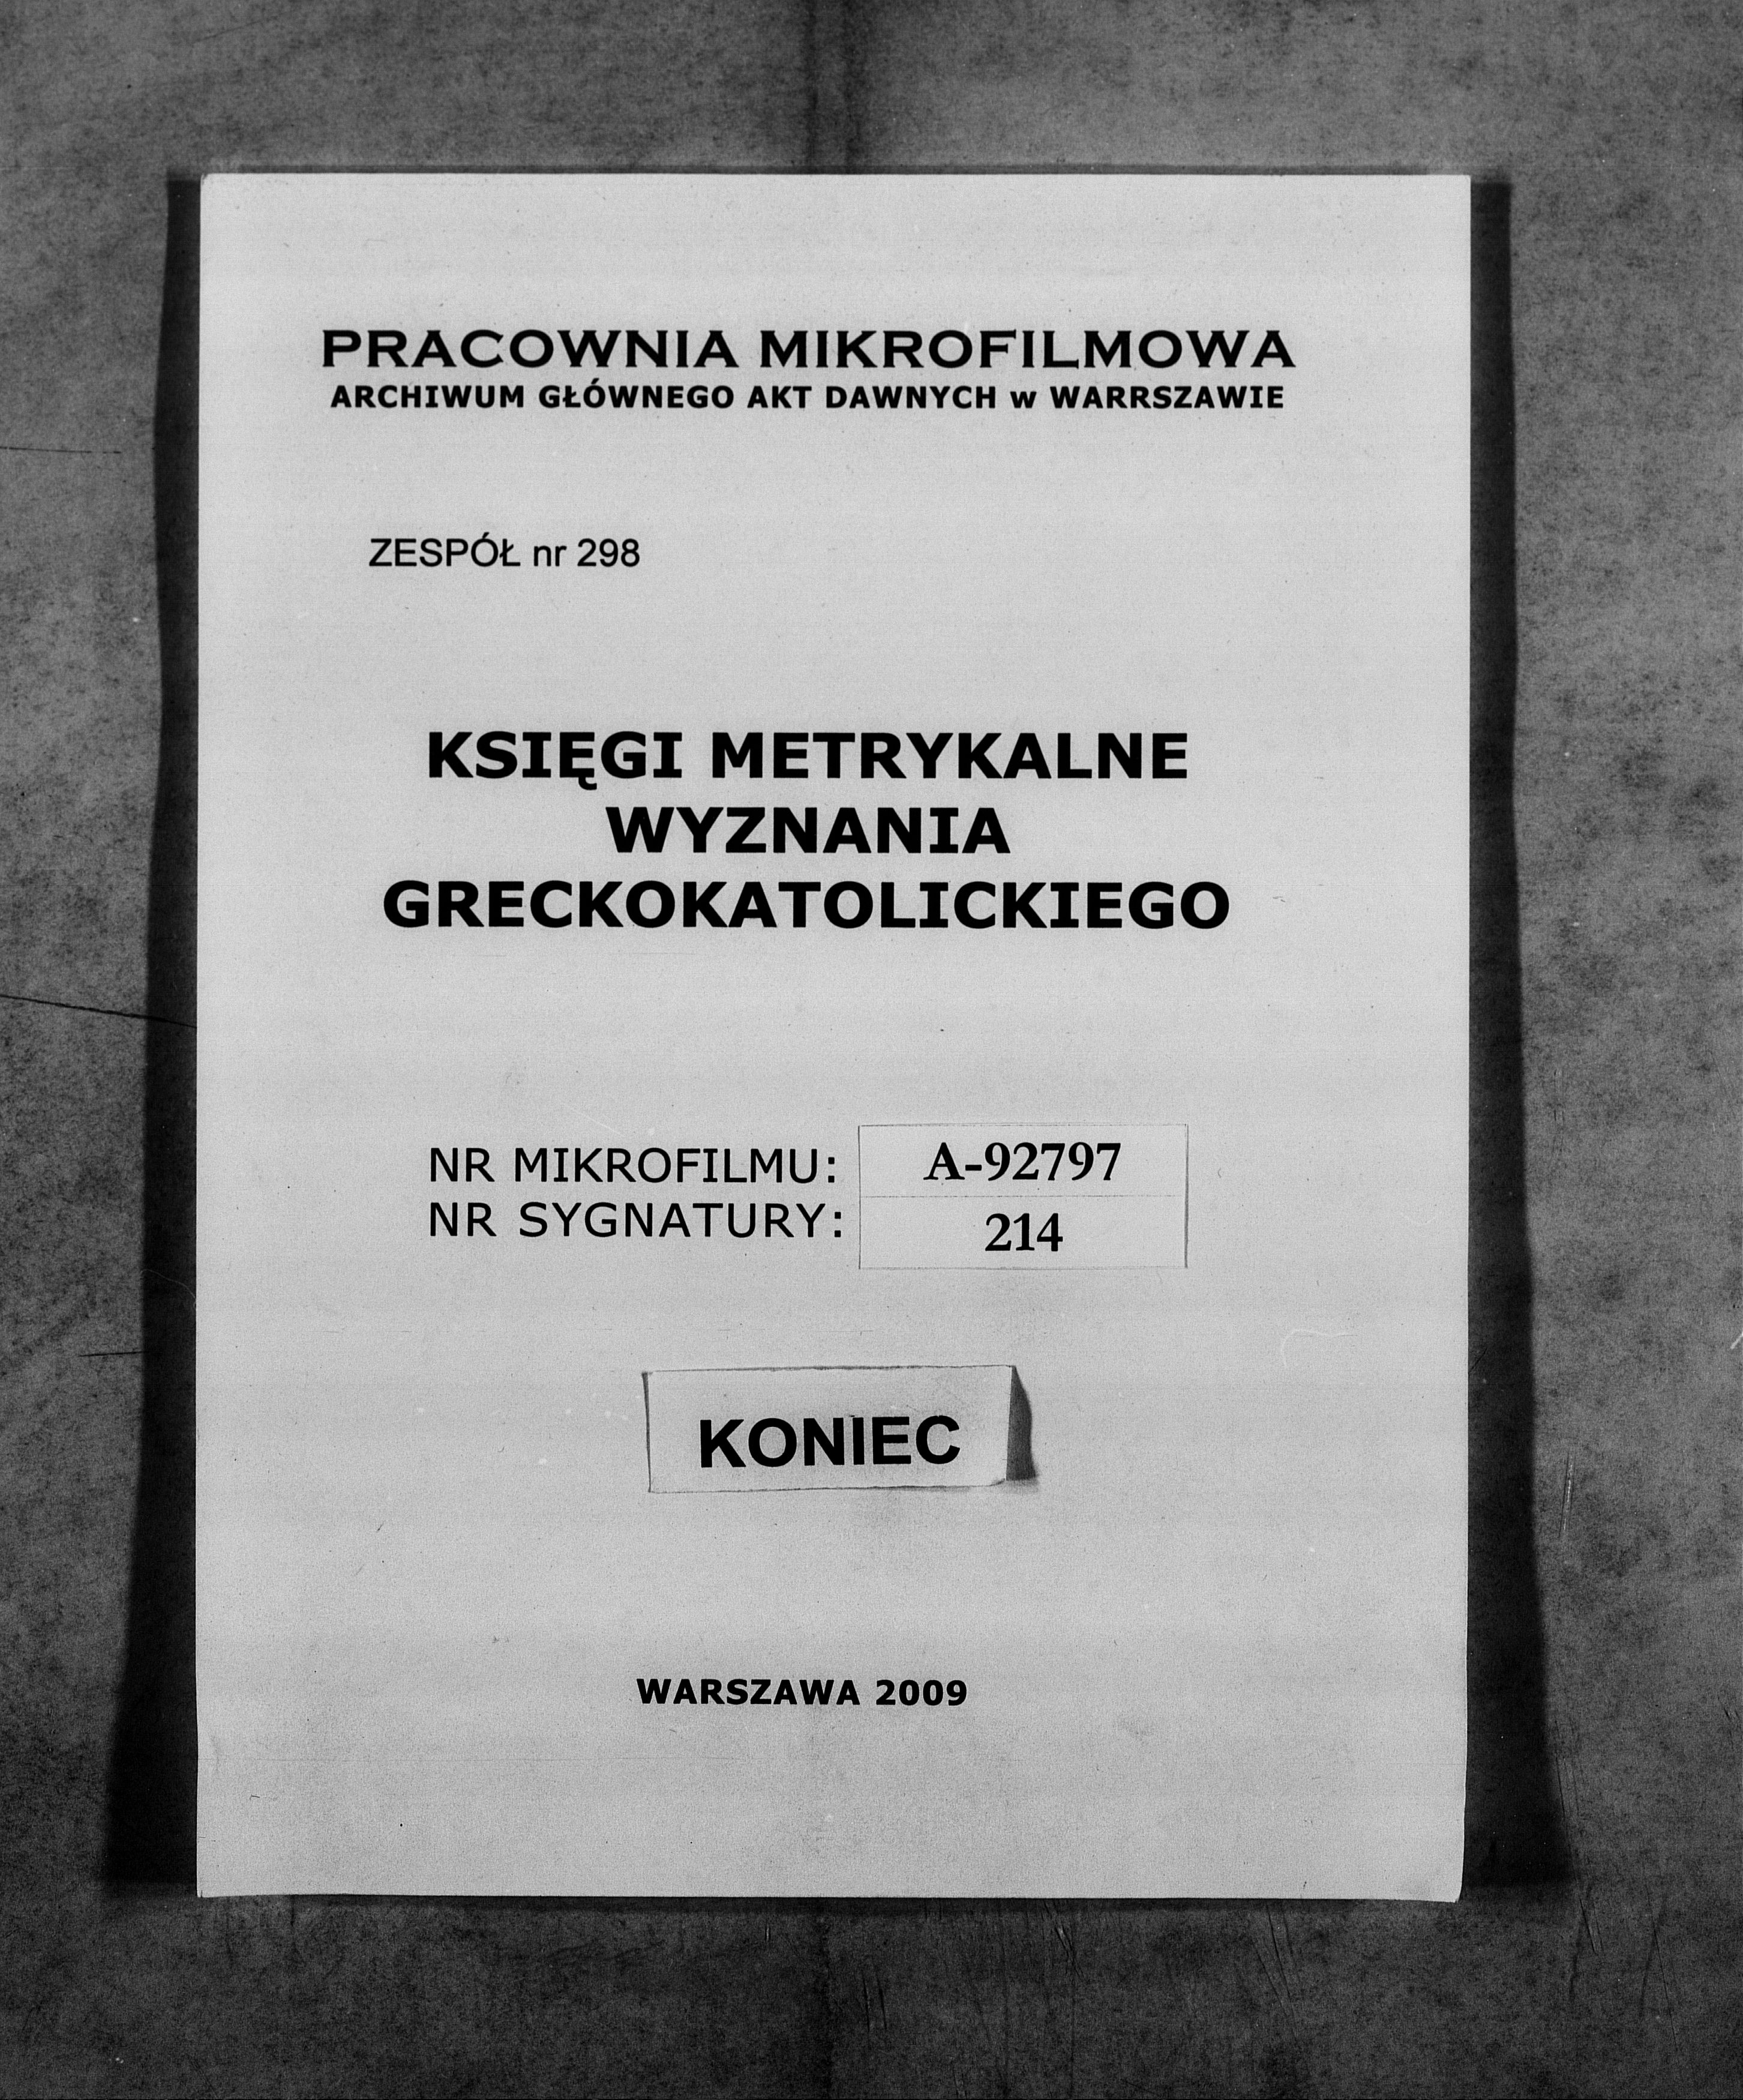 PRACOWNIA MIKROFILMOWA
ARCHIWUM GŁÓWNEGO AKT DAWNYCH w WARRSZAWIE
ZESPÓŁ nr 298
KSIĘGI METRYKALNE
WYZNANIA
GRECKOKATOLICKIEGO
NR MIKROFILMU: A-92797
NR SYGNATURY: 214
KONIEC
WARSZAWA 2009